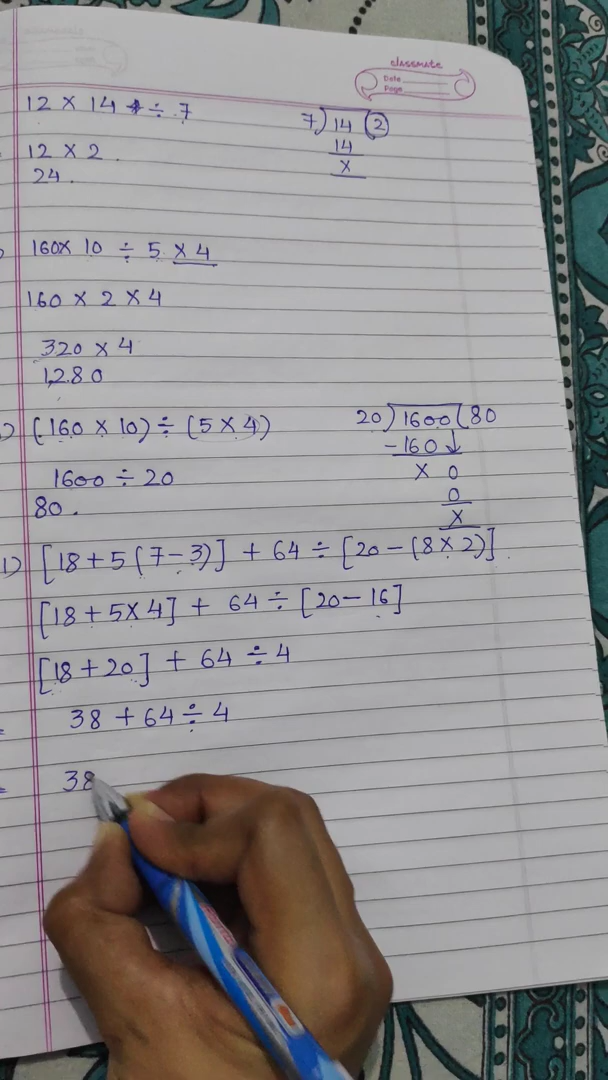 classmate
Date
Page
12 × 14 ÷ 7
7) 14 (2
14
×
12 × 2
24.
160× 10 ÷ 5 × 4
160 × 2 × 4
320 × 4
1280
(160 × 10) ÷ (5 × 4)
20) 1600 (80
-160↓
× 0
0
×
1600 ÷ 20
80.
1) [18 + 5 (7 - 3)] + 64 ÷ [20 - (8 × 2)]
[18 + 5 × 4] + 64 ÷ [20 - 16]
[18 + 20] + 64 ÷ 4
= 38 + 64 ÷ 4
= 38